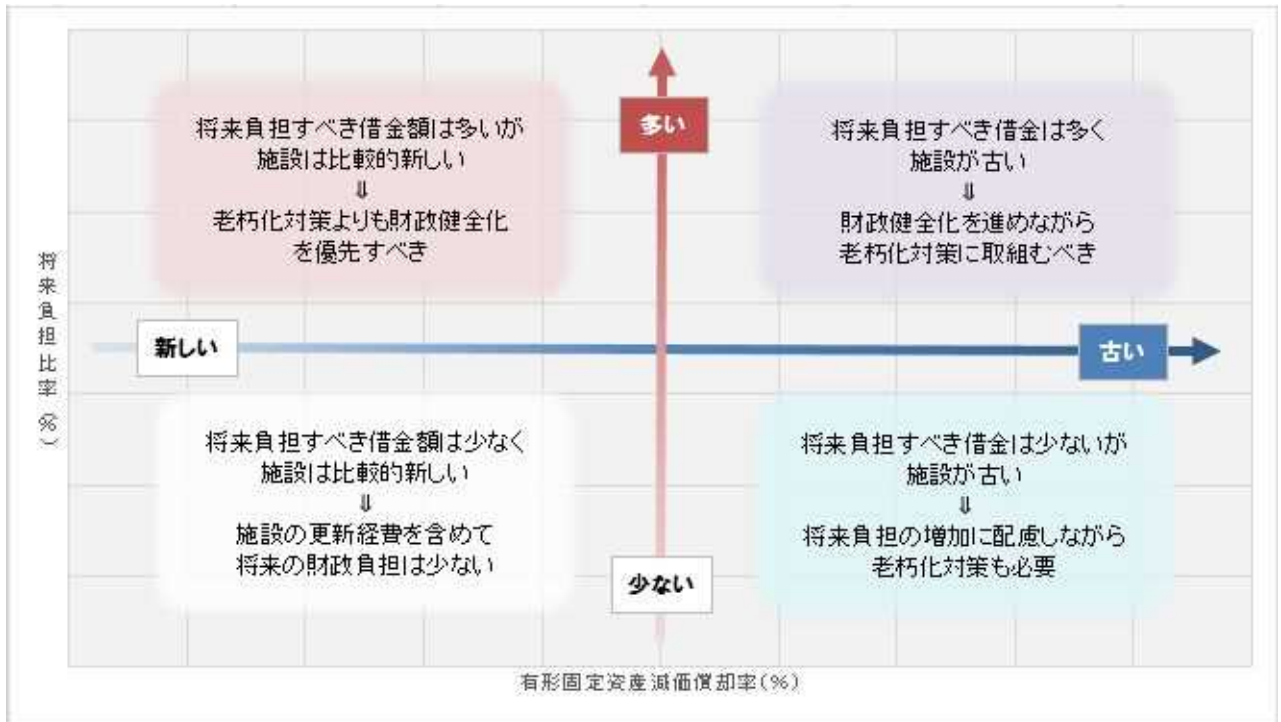 多い
将来負担すべき借金額は多いが
施設は比較的新しい
⇓
老朽化対策よりも財政健全化
を優先すべき
将来負担すべき借金は多く
施設が古い
⇓
財政健全化を進めながら
老朽化対策に取組むべき
将来負担比率(%)
新しい
古い
将来負担すべき借金額は少なく
施設は比較的新しい
⇓
施設の更新経費を含めて
将来の財政負担は少ない
将来負担すべき借金は少ないが
施設が古い
⇓
将来負担の増加に配慮しながら
老朽化対策も必要
少ない
有形固定資産減価償却率(%)